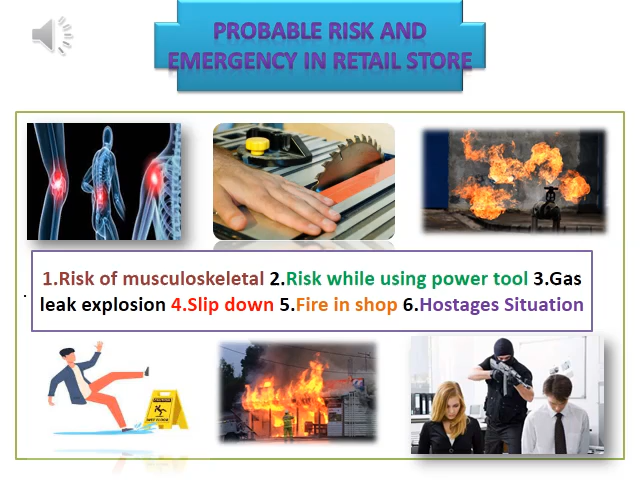 PROBABLE RISK AND
EMERGENCY IN RETAIL STORE
1.Risk of musculoskeletal 2.Risk while using power tool 3.Gas
leak explosion 4.Slip down 5.Fire in shop 6.Hostages Situation
.